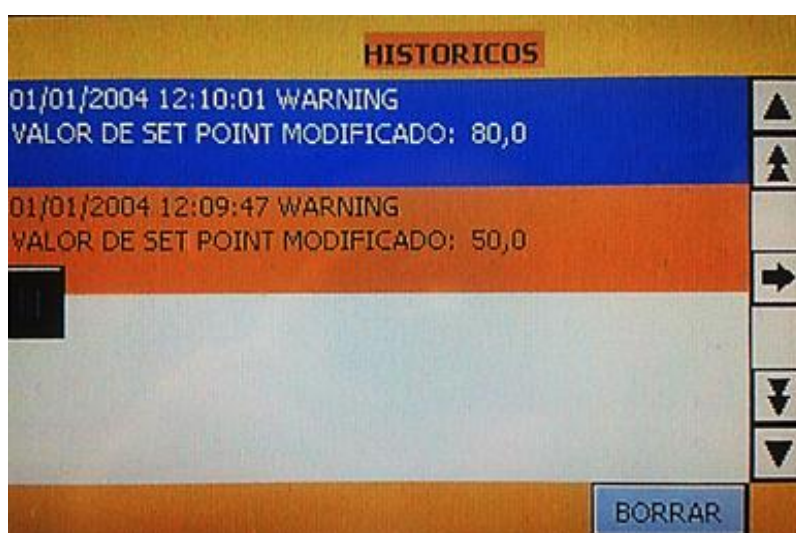 HISTORICOS
01/01/2004 12:10:01 WARNING
VALOR DE SET POINT MODIFICADO: 80,0
01/01/2004 12:09:47 WARNING
VALOR DE SET POINT MODIFICADO: 50,0
BORRAR